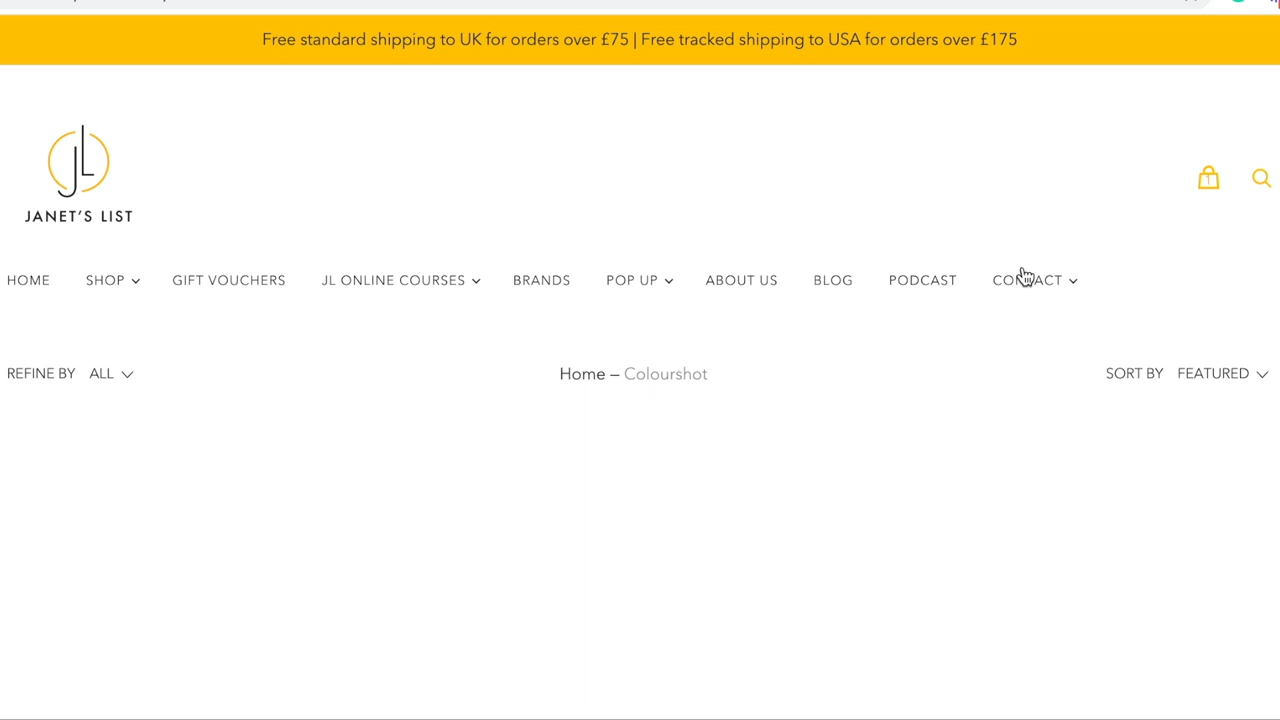 Free standard shipping to UK for orders over £75 | Free tracked shipping to USA for orders over £175
JL
JANET'S LIST
1
HOME SHOP GIFT VOUCHERS JL ONLINE COURSES BRANDS POP UP ABOUT US BLOG PODCAST CONTACT
REFINE BY ALL Home – Colourshot SORT BY FEATURED